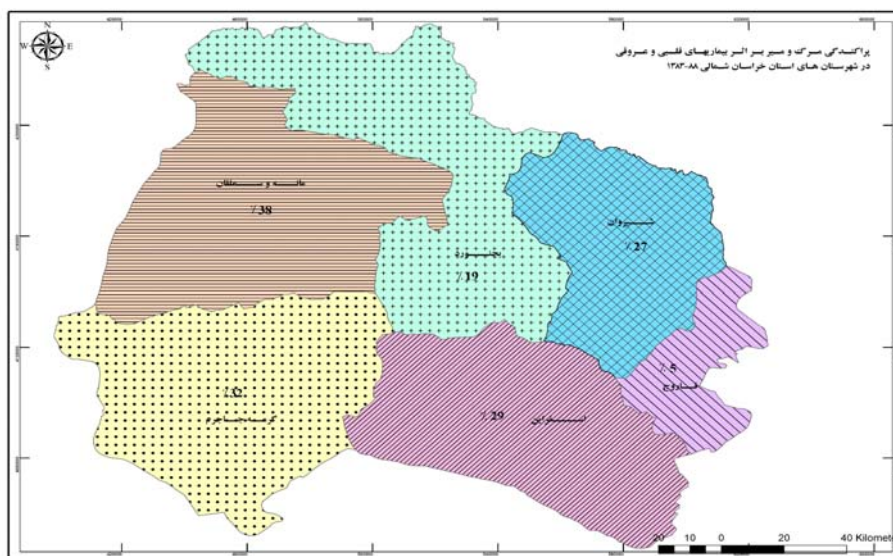 پراکندگی مرگ و میر بر اثر بیماریهای قلبی و عروقی
در شهرستان های استان خراسان شمالی ۸۸-۱۳۸۳
N
W E
S
مانه و سملقان
٪38
شیروان
٪27
بجنورد
٪19
٪5
فاروج
٪32
گرمه-جاجرم
اسفراین ٪29
20 10 0 20 40 Kilomet